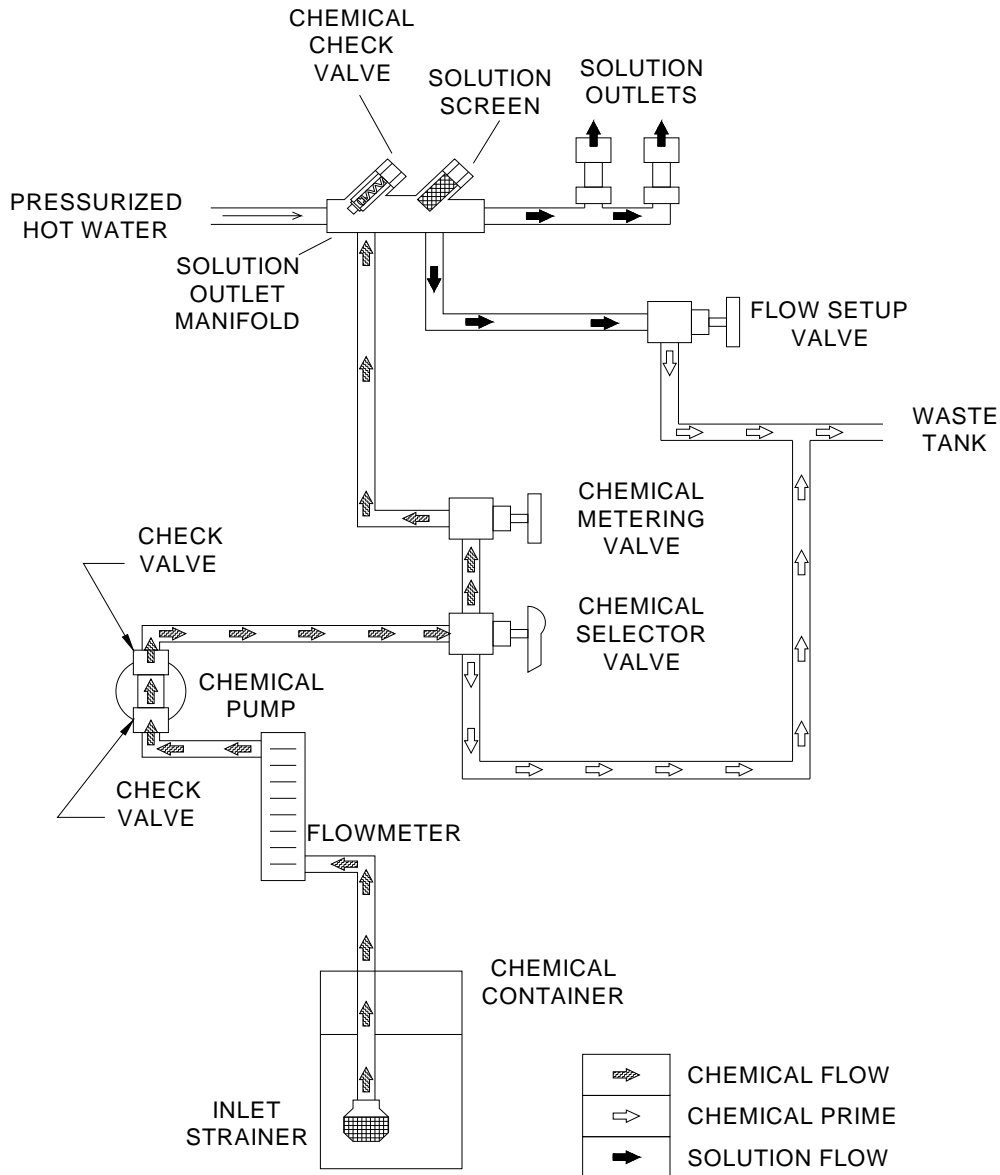 CHEMICAL
CHECK
VALVE
SOLUTION
SCREEN
SOLUTION
OUTLETS
PRESSURIZED
HOT WATER
SOLUTION
OUTLET
MANIFOLD
FLOW SETUP
VALVE
WASTE
TANK
CHEMICAL
METERING
VALVE
CHECK
VALVE
CHEMICAL
SELECTOR
VALVE
CHEMICAL
PUMP
CHECK
VALVE
FLOWMETER
CHEMICAL
CONTAINER
INLET
STRAINER
CHEMICAL FLOW
CHEMICAL PRIME
SOLUTION FLOW